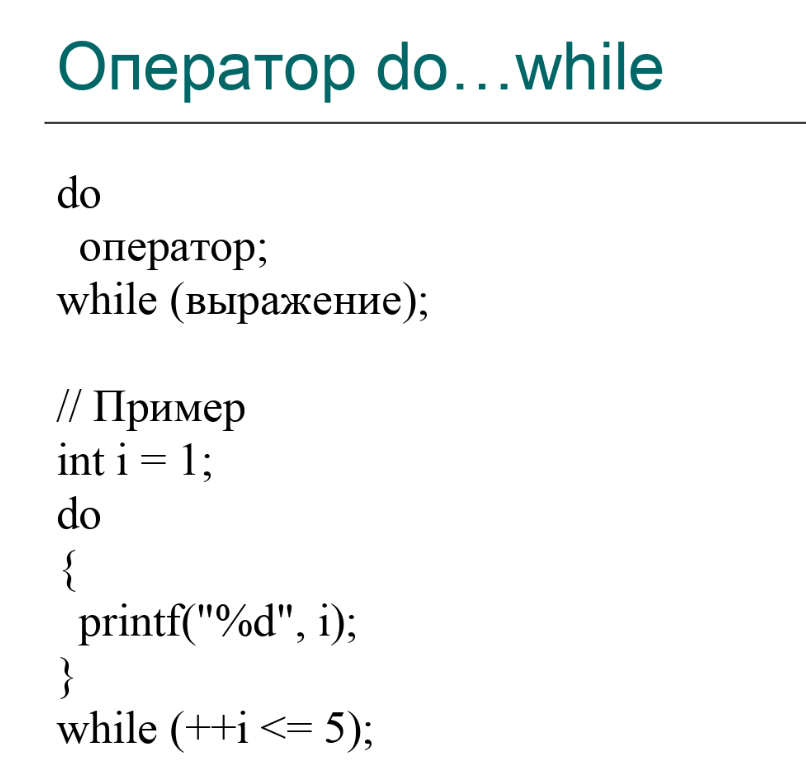 Оператор do…while
do
оператор;
while (выражение);
// Пример
int i = 1;
do
{
printf("%d", i);
}
while (++i <= 5);